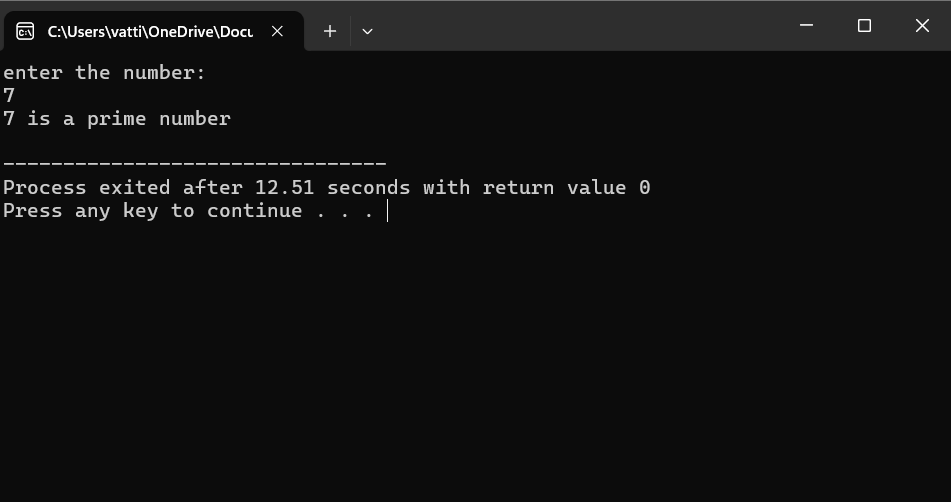 C:\Users\vatti\OneDrive\Docu
enter the number:
7
7 is a prime number
--------------------------------
Process exited after 12.51 seconds with return value 0
Press any key to continue . . .